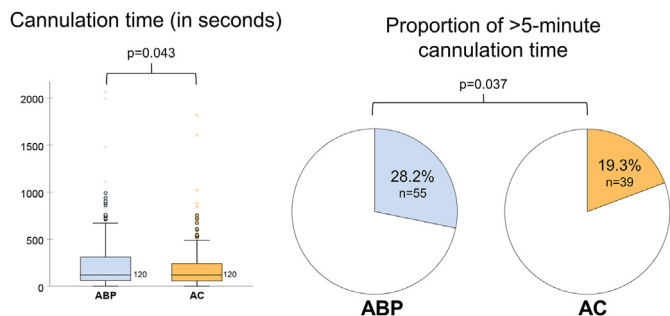 Cannulation time (in seconds)
p=0.043
2000
1500
1000
500
0
120
120
ABP
AC
Proportion of >5-minute
cannulation time
p=0.037
28.2%
n=55
19.3%
n=39
ABP
AC